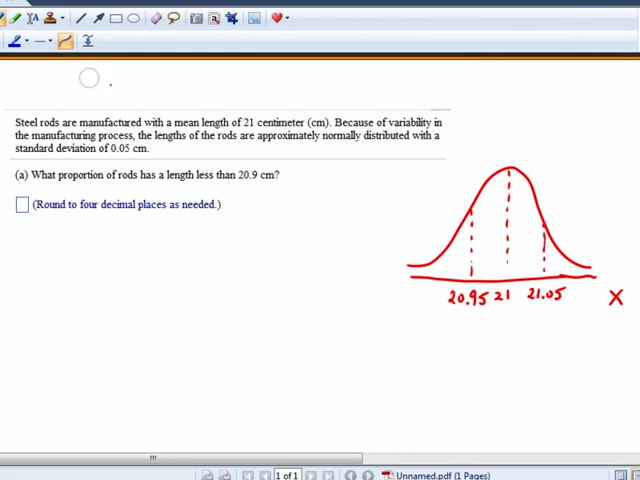 Steel rods are manufactured with a mean length of 21 centimeter (cm). Because of variability in
the manufacturing process, the lengths of the rods are approximately normally distributed with a
standard deviation of 0.05 cm.
(a) What proportion of rods has a length less than 20.9 cm?
(Round to four decimal places as needed.)
20.95 21 21.05 X
1 of 1 Unnamed.pdf (1 Pages)